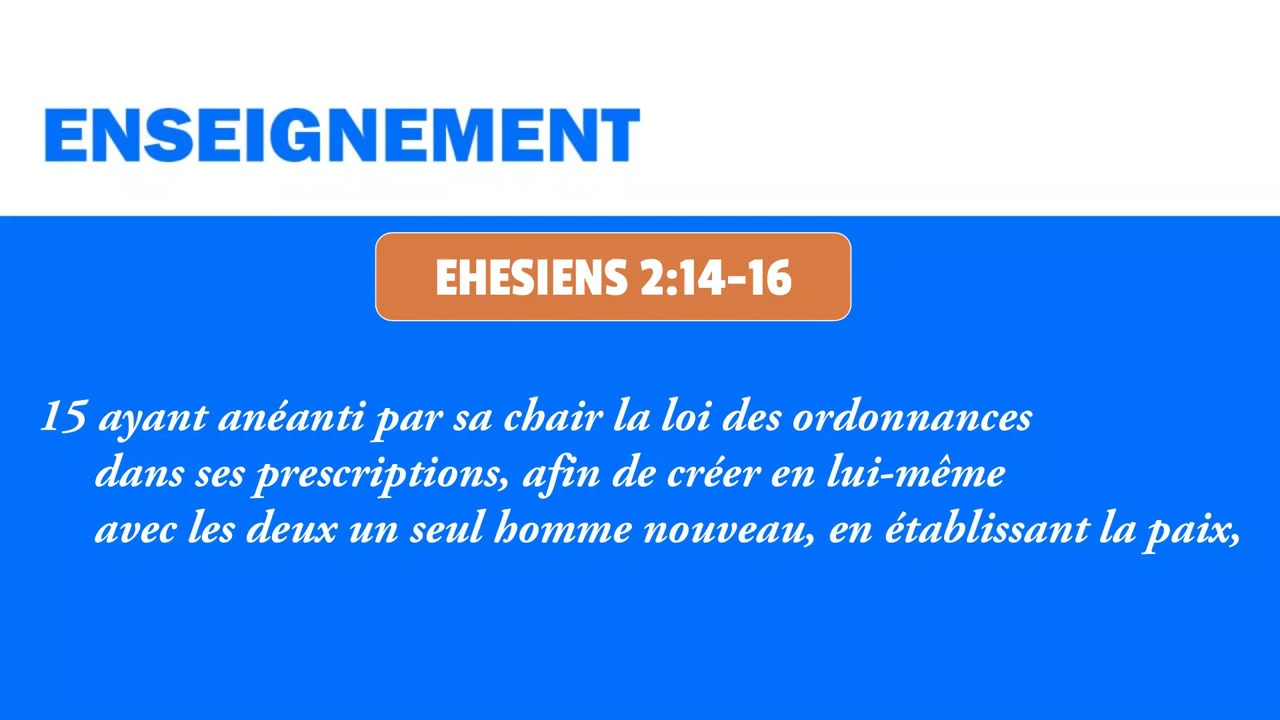 ENSEIGNEMENT
EHESIENS 2:14-16
15 ayant anéanti par sa chair la loi des ordonnances
dans ses prescriptions, afin de créer en lui-même
avec les deux un seul homme nouveau, en établissant la paix,